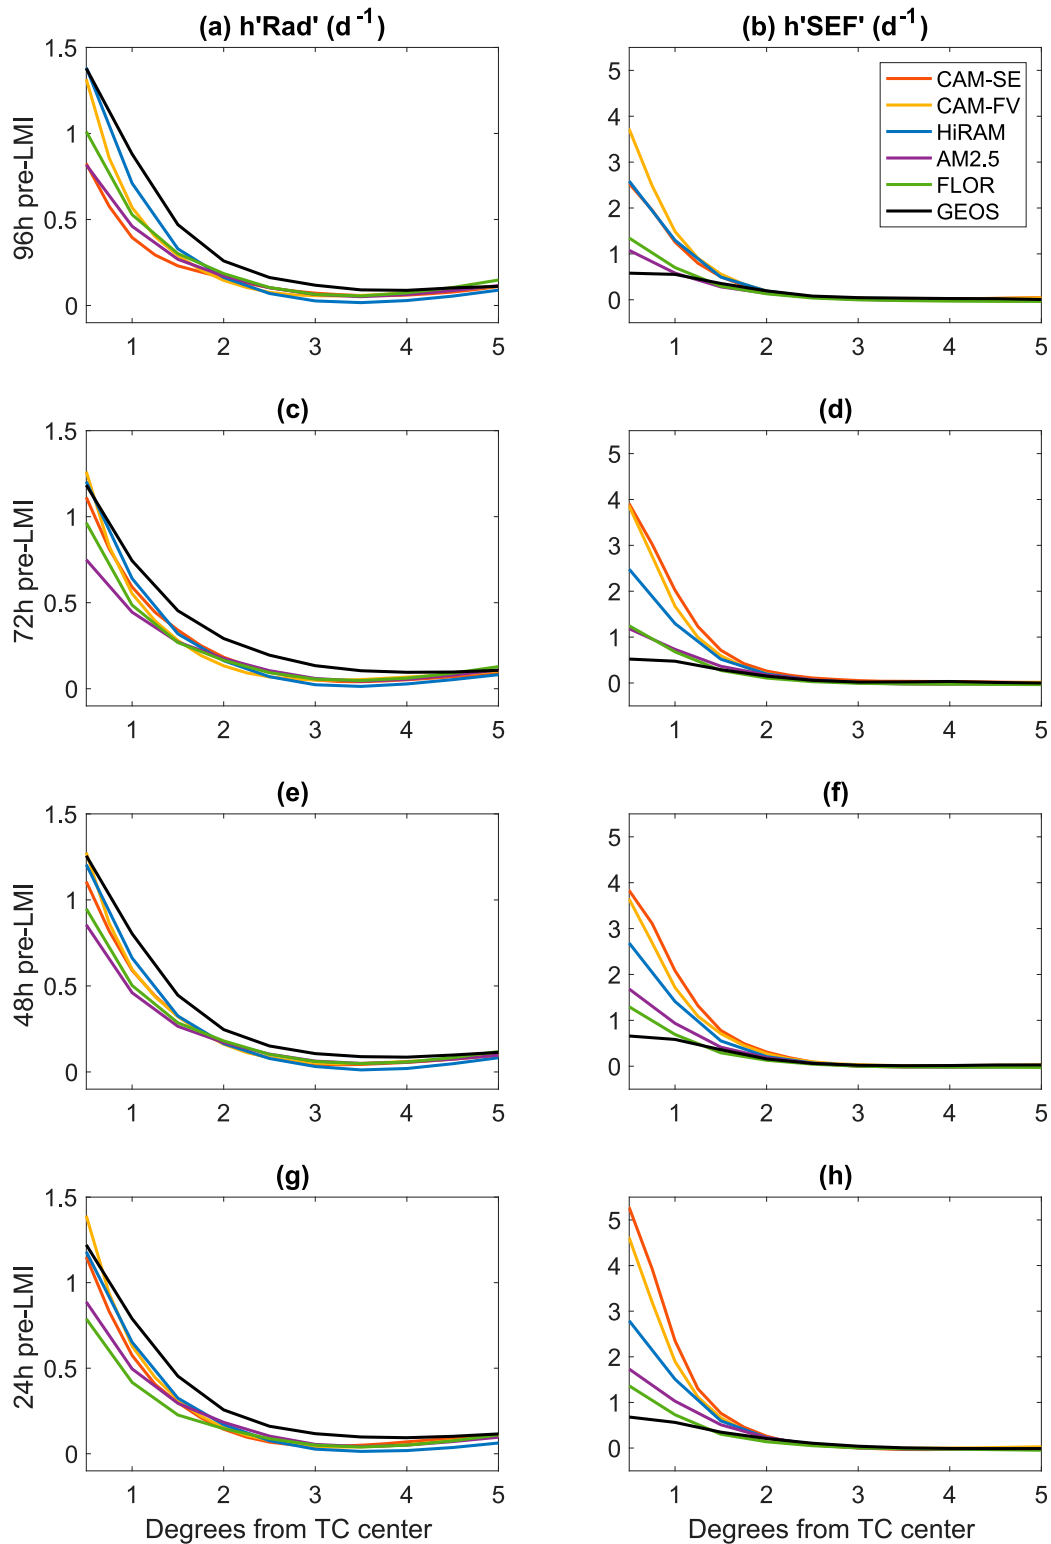 (a) h'Rad' (d⁻¹)
(b) h'SEF' (d⁻¹)
96h pre-LMI
1.5
1
0.5
0
1 2 3 4 5
5
4
3
2
1
0
1 2 3 4 5
CAM-SE
CAM-FV
HiRAM
AM2.5
FLOR
GEOS
(c)
(d)
72h pre-LMI
1.5
1
0.5
0
1 2 3 4 5
5
4
3
2
1
0
1 2 3 4 5
(e)
(f)
48h pre-LMI
1.5
1
0.5
0
1 2 3 4 5
5
4
3
2
1
0
1 2 3 4 5
(g)
(h)
24h pre-LMI
1.5
1
0.5
0
1 2 3 4 5
Degrees from TC center
5
4
3
2
1
0
1 2 3 4 5
Degrees from TC center